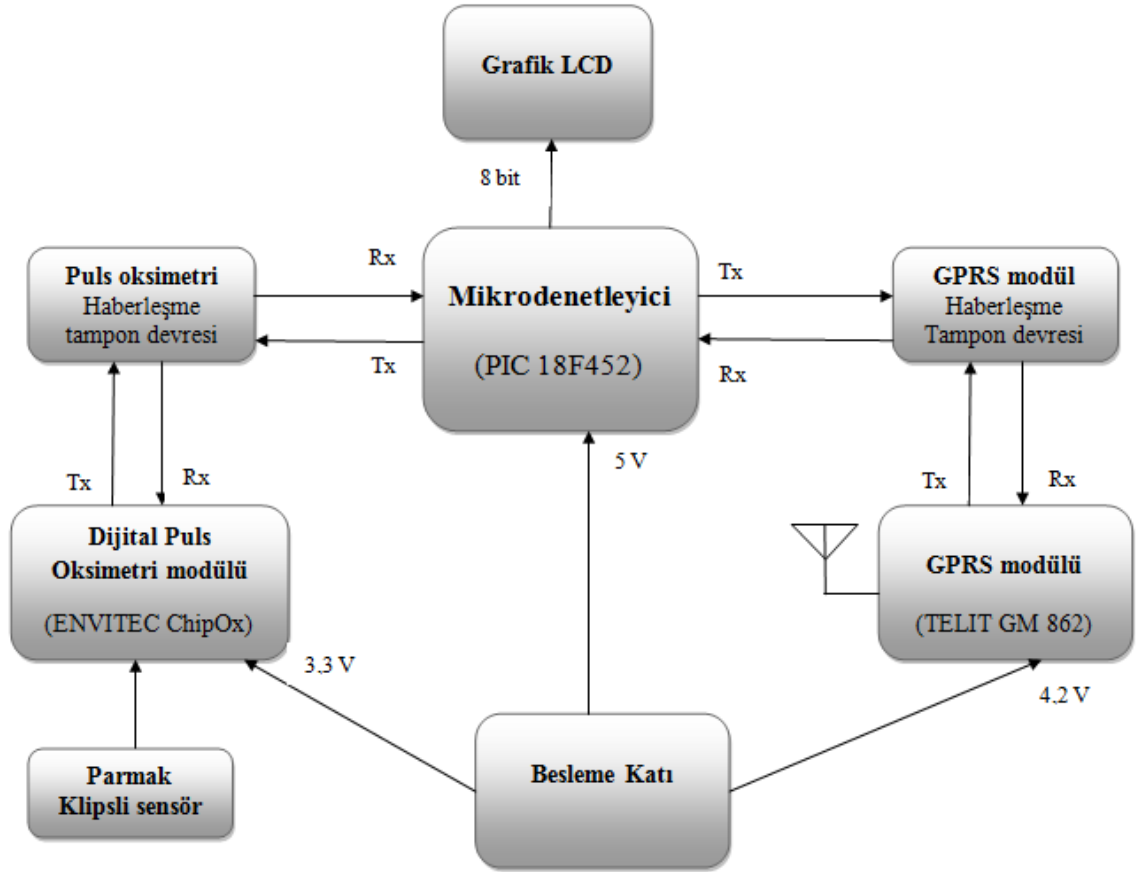 Grafik LCD
8 bit
Puls oksimetri
Haberleşme
tampon devresi
Rx
Tx
Mikrodenetleyici
(PIC 18F452)
Tx
Rx
GPRS modül
Haberleşme
Tampon devresi
Tx
Rx
5 V
Tx
Rx
Dijital Puls
Oksimetri modülü
(ENVITEC ChipOx)
GPRS modülü
(TELIT GM 862)
3,3 V
4,2 V
Parmak
Klipsli sensör
Besleme Katı